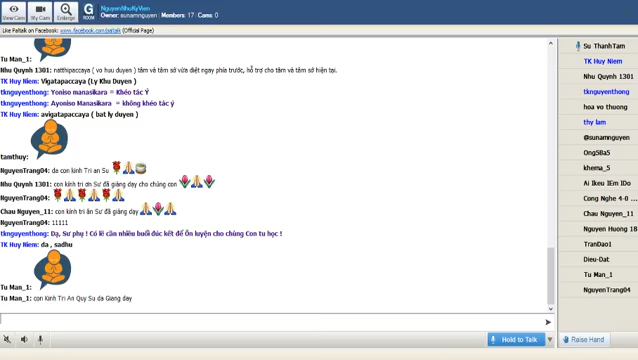 View Cam
My Cam
Enlarge
G
ROOM
NguyenNhuKyVien
Owner: sunamnguyen : Members: 17 : Cams: 0
Like Paltalk on Facebook: www.facebook.com/paltalk (Official Page)
Tu Man_1:
Nhu Quynh 1301: natthipaccaya ( vo huu duyen ) tâm và tâm sở vừa diệt ngay phía trước, hỗ trợ cho tâm và tâm sở hiện tại.
TK Huy Niem: Vigatapaccaya (Ly Khu Duyen )
tknguyenthong: Yoniso manasikara = Khéo tác Ý
tknguyenthong: Ayoniso Manasikara = không khéo tác ý
TK Huy Niem: avigatapaccaya ( bat ly duyen )
tamthuy:
NguyenTrang04: da con kinh Tri an Su
Nhu Quynh 1301: con kính tri ơn Sư đã giảng dạy cho chúng con
NguyenTrang04:
Chau Nguyen_11: con kính tri ân Sư đã giảng dạy
NguyenTrang04: 11111
tknguyenthong: Dạ, Sư phụ ! Có lẽ cần nhiều buổi đúc kết để Ôn luyện cho chúng Con tu học !
TK Huy Niem: da , sadhu
Tu Man_1:
Tu Man_1: con Kinh Tri An Quy Su da Giang day
Hold to Talk
Raise Hand
Su ThanhTam
TK Huy Niem
Nhu Quynh 1301
tknguyenthong
hoa vo thuong
thy lam
@sunamnguyen
Ong5Ba5
khema_5
Ai Ikeu IEm IDo
Cong Nghe 4-0 ...
Chau Nguyen_11
Nguyen Huong 18
TranDao1
Dieu-Dat
Tu Man_1
NguyenTrang04